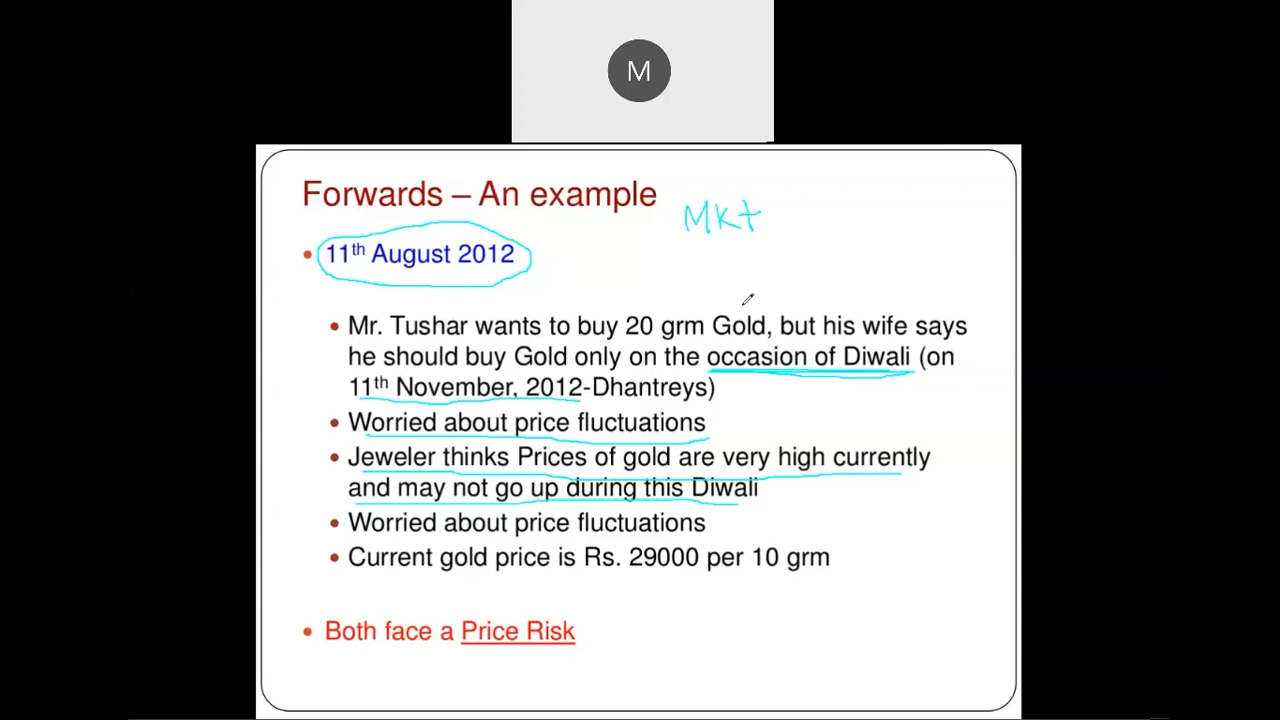 M
Forwards – An example
Mkt
• 11th August 2012
• Mr. Tushar wants to buy 20 grm Gold, but his wife says
he should buy Gold only on the occasion of Diwali (on
11th November, 2012-Dhantreys)
• Worried about price fluctuations
• Jeweler thinks Prices of gold are very high currently
and may not go up during this Diwali
• Worried about price fluctuations
• Current gold price is Rs. 29000 per 10 grm
• Both face a Price Risk